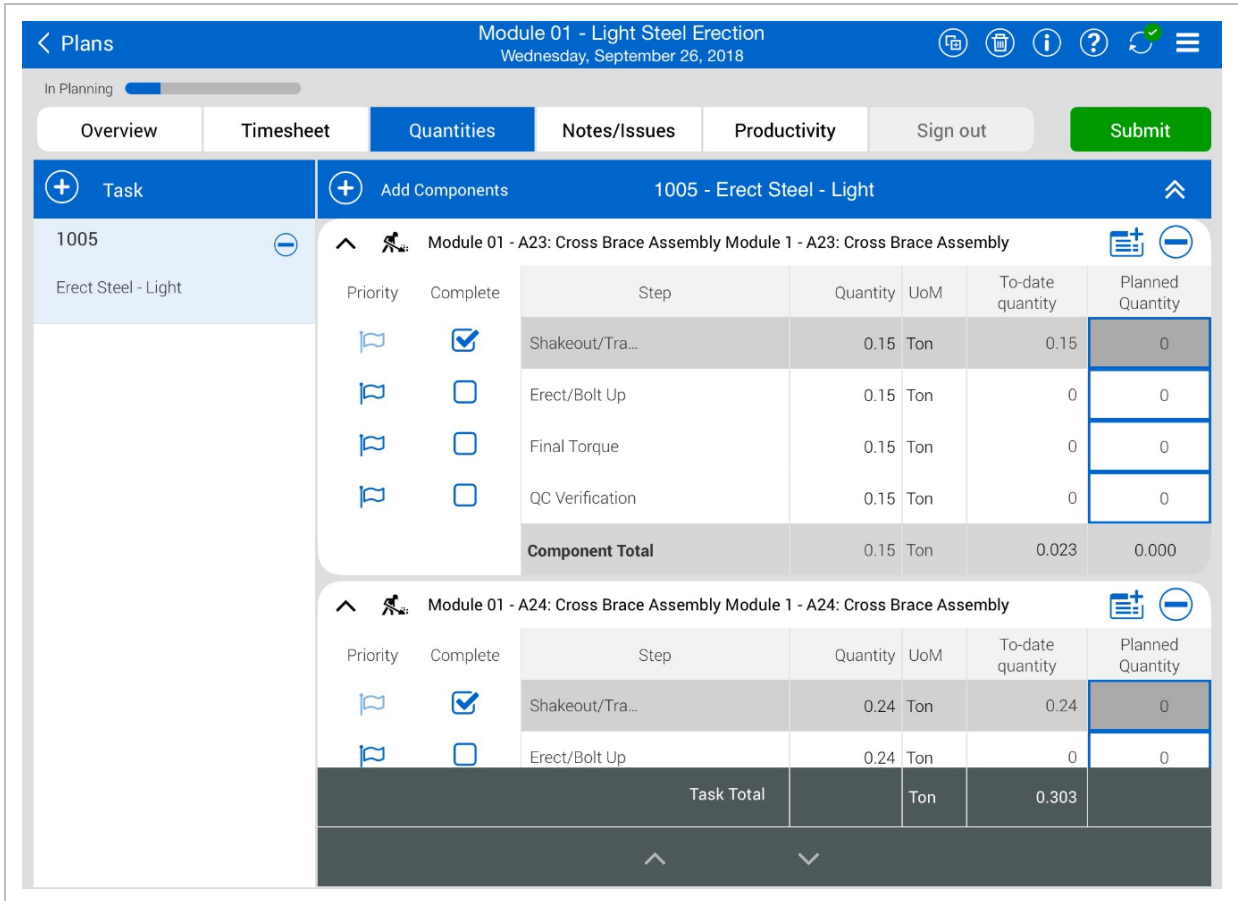 Plans
Module 01 - Light Steel Erection
Wednesday, September 26, 2018
In Planning
Overview Timesheet Quantities Notes/Issues Productivity Sign out Submit
Task
Add Components 1005 - Erect Steel - Light
1005
Erect Steel - Light
Module 01 - A23: Cross Brace Assembly Module 1 - A23: Cross Brace Assembly
Priority Complete Step Quantity UoM To-date quantity Planned Quantity
Shakeout/Tra... 0.15 Ton 0.15 0
Erect/Bolt Up 0.15 Ton 0 0
Final Torque 0.15 Ton 0 0
QC Verification 0.15 Ton 0 0
Component Total 0.15 Ton 0.023 0.000
Module 01 - A24: Cross Brace Assembly Module 1 - A24: Cross Brace Assembly
Priority Complete Step Quantity UoM To-date quantity Planned Quantity
Shakeout/Tra... 0.24 Ton 0.24 0
Erect/Bolt Up 0.24 Ton 0 0
Task Total Ton 0.303